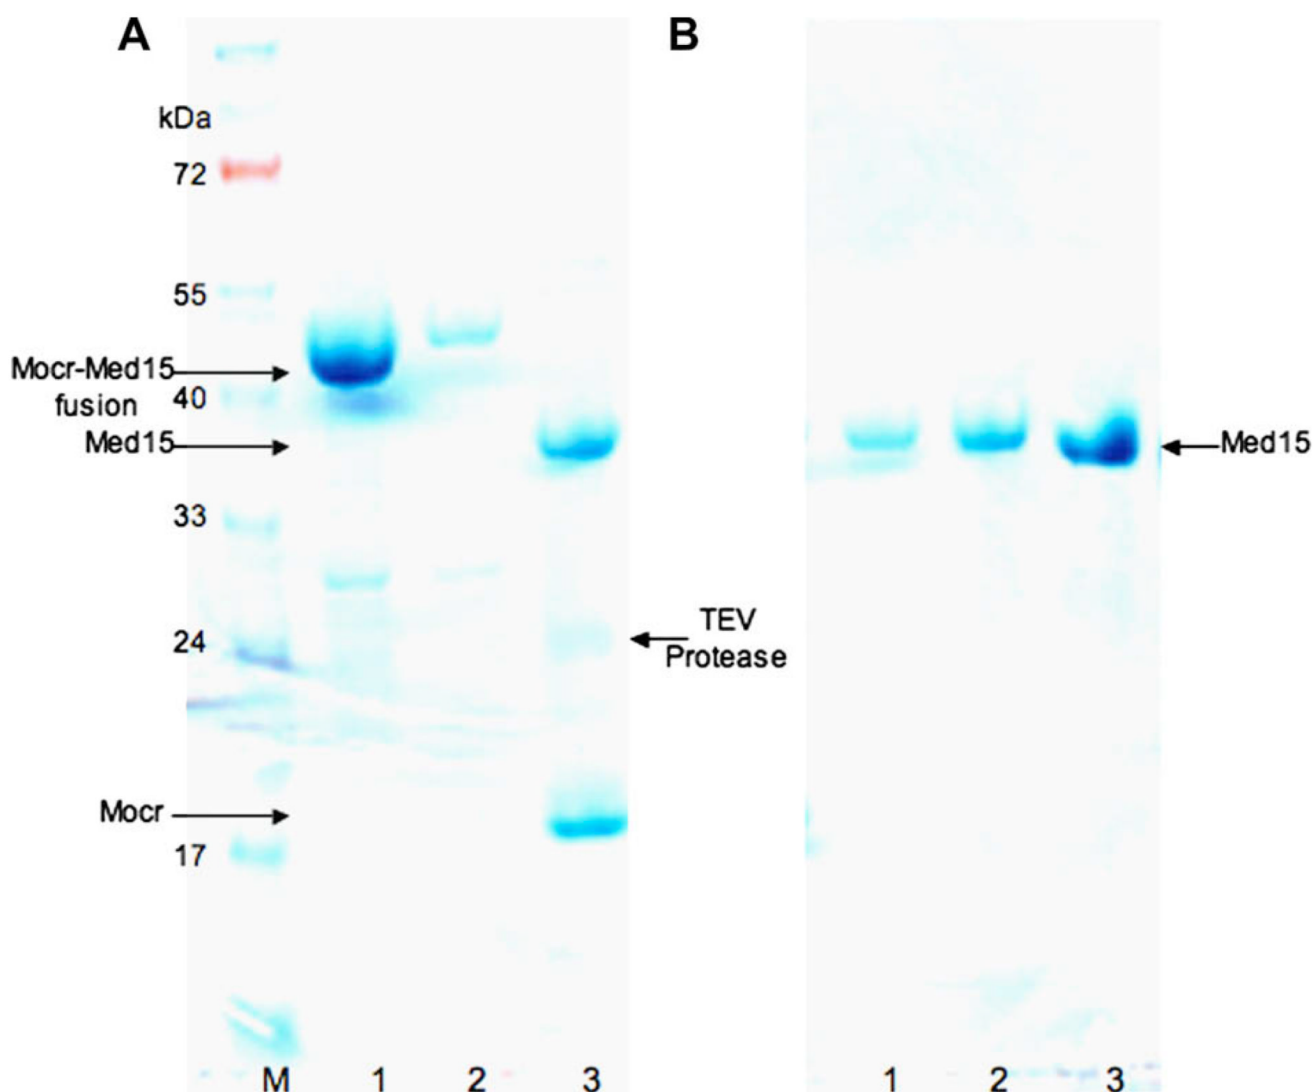 A
B
kDa
72
55
Mocr-Med15
fusion
40
Med15
Med15
33
24
TEV
Protease
Mocr
17
M 1 2 3
1 2 3